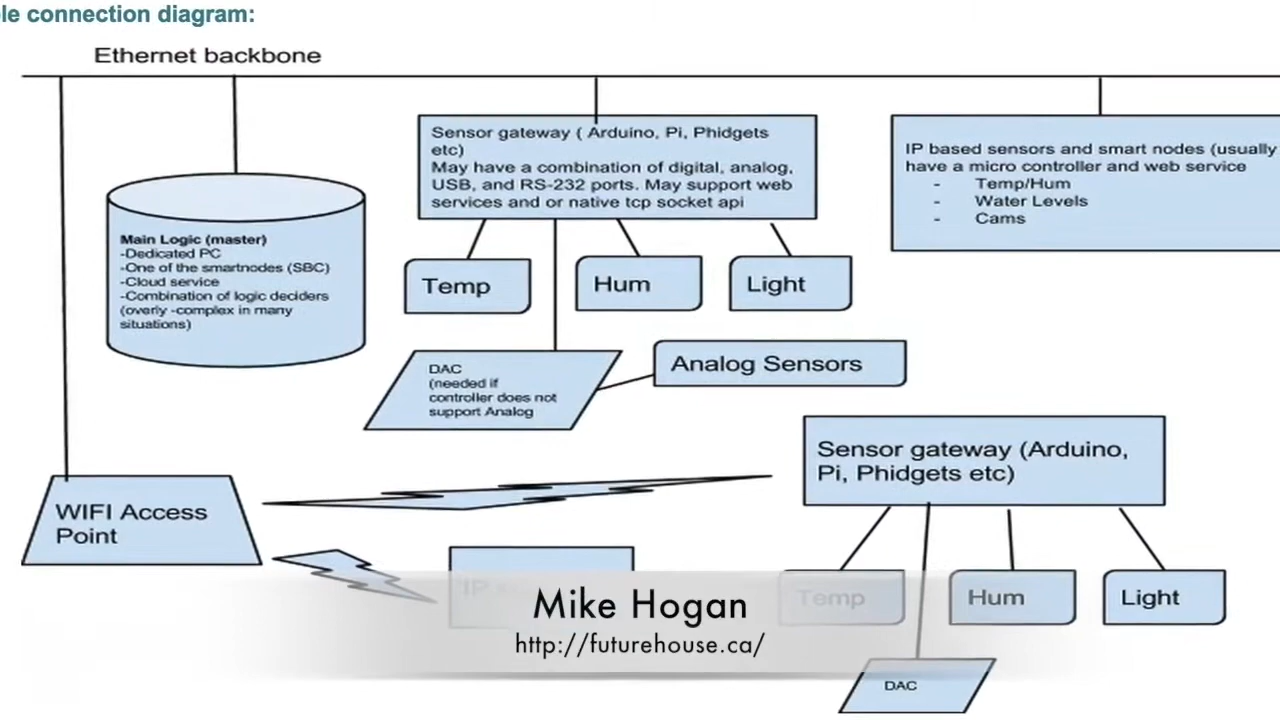 le connection diagram:
Ethernet backbone
Sensor gateway ( Arduino, Pi, Phidgets
etc)
May have a combination of digital, analog,
USB, and RS-232 ports. May support web
services and or native tcp socket api
IP based sensors and smart nodes (usually
have a micro controller and web service
- Temp/Hum
- Water Levels
- Cams
Main Logic (master)
-Dedicated PC
-One of the smartnodes (SBC)
-Cloud service
-Combination of logic deciders
(overly -complex in many
situations)
Temp
Hum
Light
DAC
(needed if
controller does not
support Analog
Analog Sensors
Sensor gateway (Arduino,
Pi, Phidgets etc)
WIFI Access
Point
IP
Temp
Hum
Light
Mike Hogan
http://futurehouse.ca/
DAC